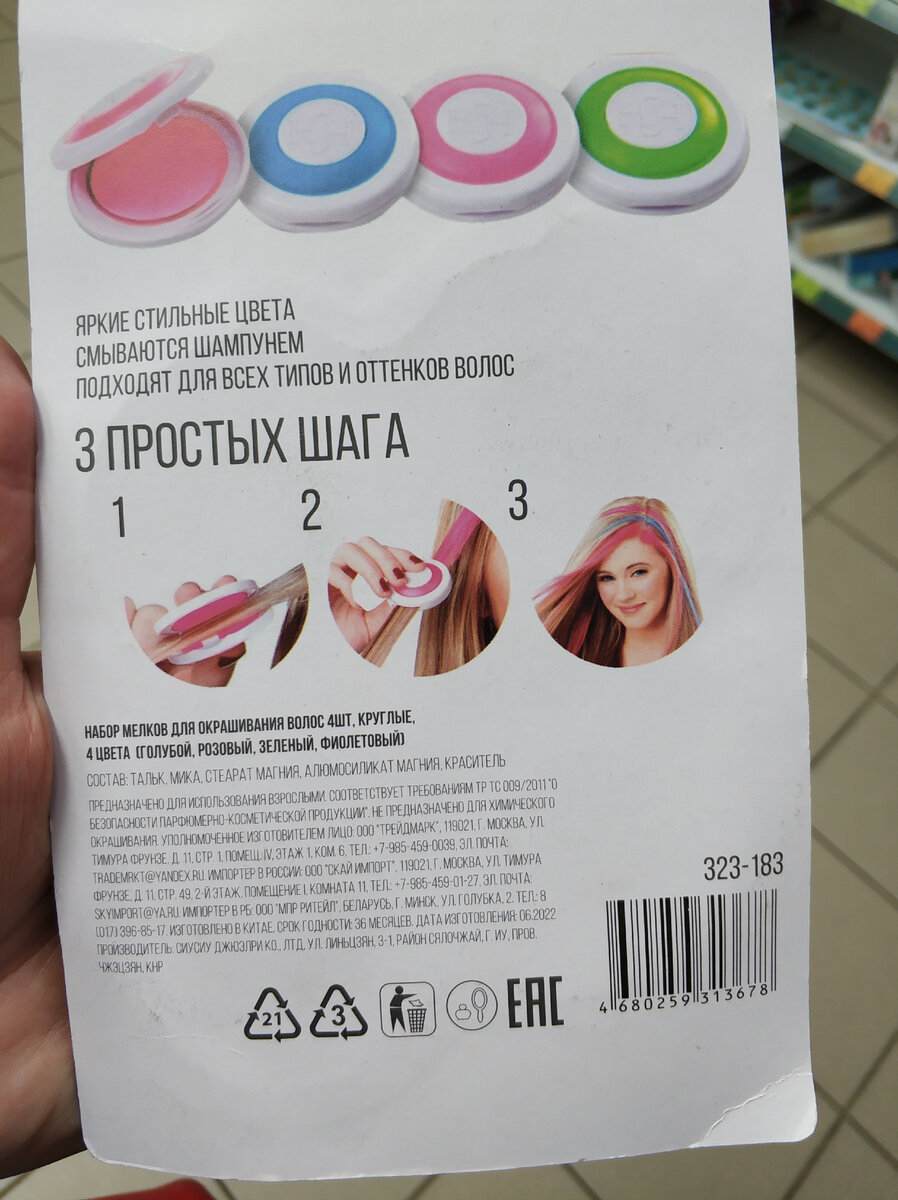 ЯРКИЕ СТИЛЬНЫЕ ЦВЕТА
СМЫВАЮТСЯ ШАМПУНЕМ
ПОДХОДЯТ ДЛЯ ВСЕХ ТИПОВ И ОТТЕНКОВ ВОЛОС
3 ПРОСТЫХ ШАГА
1 2 3
НАБОР МЕЛКОВ ДЛЯ ОКРАШИВАНИЯ ВОЛОС 4ШТ, КРУГЛЫЕ,
4 ЦВЕТА (ГОЛУБОЙ, РОЗОВЫЙ, ЗЕЛЕНЫЙ, ФИОЛЕТОВЫЙ)
СОСТАВ: ТАЛЬК, МИКА, СТЕАРАТ МАГНИЯ, АЛЮМОСИЛИКАТ МАГНИЯ, КРАСИТЕЛЬ
ПРЕДНАЗНАЧЕНО ДЛЯ ИСПОЛЬЗОВАНИЯ ВЗРОСЛЫМИ. СООТВЕТСТВУЕТ ТРЕБОВАНИЯМ ТР ТС 009/2011 "О
БЕЗОПАСНОСТИ ПАРФЮМЕРНО-КОСМЕТИЧЕСКОЙ ПРОДУКЦИИ". НЕ ПРЕДНАЗНАЧЕНО ДЛЯ ХИМИЧЕСКОГО
ОКРАШИВАНИЯ. УПОЛНОМОЧЕННОЕ ИЗГОТОВИТЕЛЕМ ЛИЦО: ООО "ТРЕЙДМАРК", 119021, Г. МОСКВА, УЛ.
ТИМУРА ФРУНЗЕ, Д. 11, СТР. 1, ПОМЕЩ. IV, ЭТАЖ 1, КОМ. 6, ТЕЛ.: +7-985-459-0039, ЭЛ. ПОЧТА:
TRADEMRKT@YANDEX.RU. ИМПОРТЕР В РОССИИ: ООО "СКАЙ ИМПОРТ", 119021, Г. МОСКВА, УЛ. ТИМУРА
ФРУНЗЕ, Д. 11, СТР. 49, 2-Й ЭТАЖ, ПОМЕЩЕНИЕ I, КОМНАТА 11, ТЕЛ.: +7-985-459-01-27, ЭЛ. ПОЧТА:
SKYIMPORT@YA.RU. ИМПОРТЕР В РБ: ООО "МПР РИТЕЙЛ", БЕЛАРУСЬ, Г. МИНСК, УЛ. ГОЛУБКА, 2. ТЕЛ.: 8
(017) 396-85-17. ИЗГОТОВЛЕНО В КИТАЕ. СРОК ГОДНОСТИ: 36 МЕСЯЦЕВ. ДАТА ИЗГОТОВЛЕНИЯ: 06.2022
ПРОИЗВОДИТЕЛЬ: СИУСИУ ДЖЮЭЛРИ КО., ЛТД, УЛ. ЛИНЬЦЗЯН, 3-1, РАЙОН СЯЛОЧЖАЙ, Г. ИУ, ПРОВ.
ЧЖЭЦЗЯН, КНР
323-183
4 680259 313678
21 3 EAC